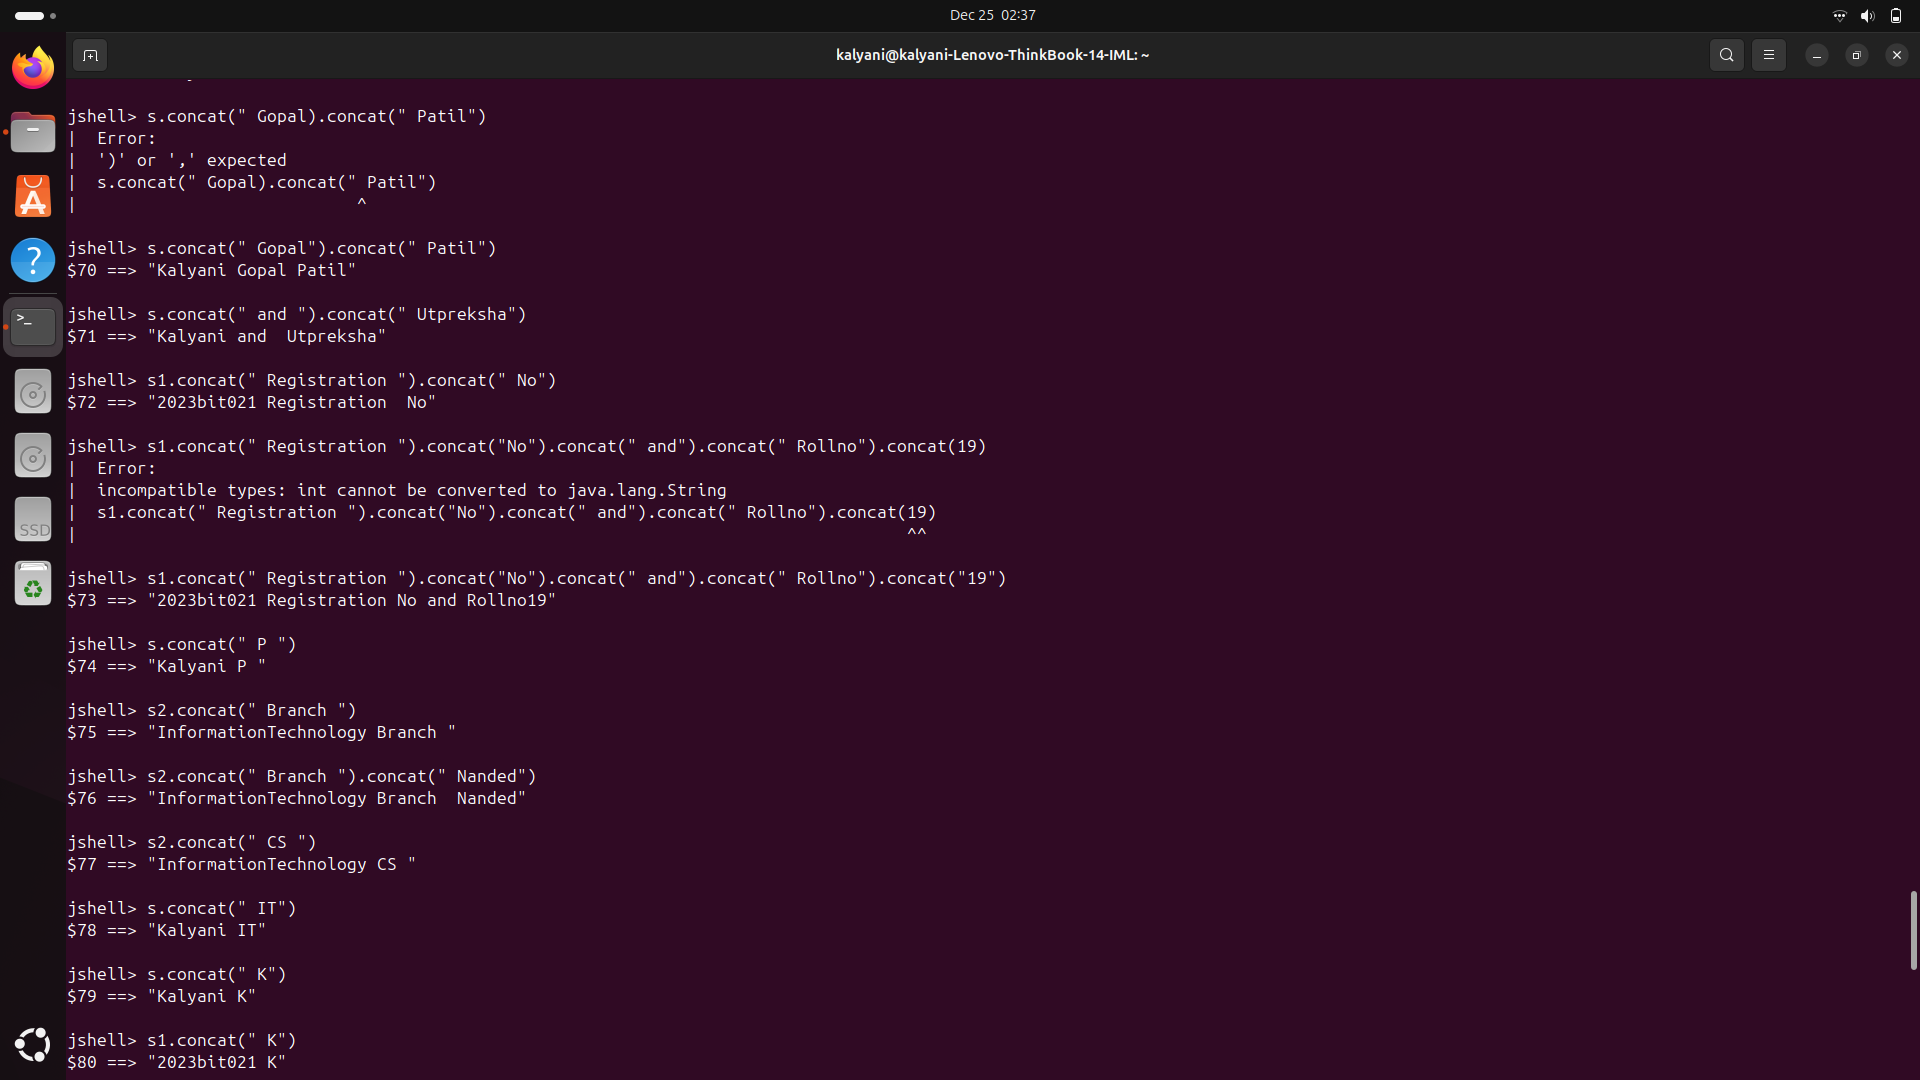 Dec 25 02:37
kalyani@kalyani-Lenovo-ThinkBook-14-IML: ~
jshell> s.concat(" Gopal).concat(" Patil")
|  Error:
|  ')' or ',' expected
|  s.concat(" Gopal).concat(" Patil")
|                            ^
jshell> s.concat(" Gopal").concat(" Patil")
$70 ==> "Kalyani Gopal Patil"
jshell> s.concat(" and ").concat(" Utpreksha")
$71 ==> "Kalyani and  Utpreksha"
jshell> s1.concat(" Registration ").concat(" No")
$72 ==> "2023bit021 Registration  No"
jshell> s1.concat(" Registration ").concat("No").concat(" and").concat(" Rollno").concat(19)
|  Error:
|  incompatible types: int cannot be converted to java.lang.String
|  s1.concat(" Registration ").concat("No").concat(" and").concat(" Rollno").concat(19)
|                                                                                   ^^
jshell> s1.concat(" Registration ").concat("No").concat(" and").concat(" Rollno").concat("19")
$73 ==> "2023bit021 Registration No and Rollno19"
jshell> s.concat(" P ")
$74 ==> "Kalyani P "
jshell> s2.concat(" Branch ")
$75 ==> "InformationTechnology Branch "
jshell> s2.concat(" Branch ").concat(" Nanded")
$76 ==> "InformationTechnology Branch  Nanded"
jshell> s2.concat(" CS ")
$77 ==> "InformationTechnology CS "
jshell> s.concat(" IT")
$78 ==> "Kalyani IT"
jshell> s.concat(" K")
$79 ==> "Kalyani K"
jshell> s1.concat(" K")
$80 ==> "2023bit021 K"
>_
?
A
SSD